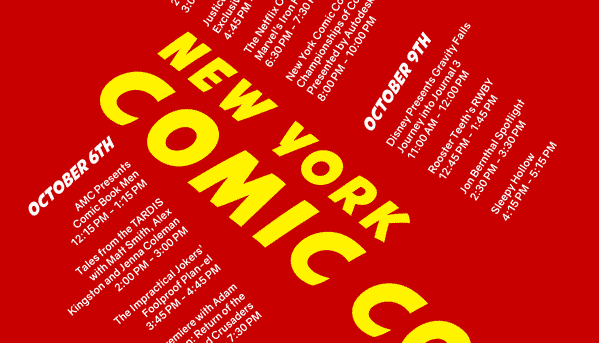 Justice
Exclusive
4:45 PM
The Netflix O
Marvel's Iron F
6:30 PM - 7:30 P
New York Comic Co
Championships of Co
Presented by Autodesk
8:00 PM - 10:00 PM
OCTOBER 9TH
Disney Presents Gravity Falls
Journey into Journal 3
11:00 AM - 12:00 PM
Rooster Teeth's RWBY
12:45 PM - 1:45 PM
Jon Bernthal Spotlight
2:30 PM - 3:30 PM
Sleepy Hollow
4:15 PM - 5:15 PM
NEW YORK
COMIC CO
OCTOBER 6TH
AMC Presents
Comic Book Men
12:15 PM - 1:15 PM
Tales from the TARDIS
with Matt Smith, Alex
Kingston and Jenna Coleman
2:00 PM - 3:00 PM
The Impractical Jokers'
Foolproof Plan-el
3:45 PM - 4:45 PM
remiere with Adam
n: Return of the
d Crusaders
7:30 PM